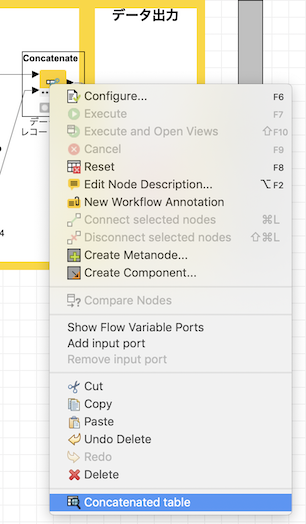 データ出力
Concatenate
データ
レコー
4
Configure... F6
Execute F7
Execute and Open Views ⇧F10
Cancel F9
Reset F8
Edit Node Description... ⌥F2
New Workflow Annotation
Connect selected nodes ⌘L
Disconnect selected nodes ⇧⌘L
Create Metanode...
Create Component...
Compare Nodes
Show Flow Variable Ports
Add input port
Remove input port
Cut
Copy
Paste
Undo Delete
Redo
Delete
Concatenated table